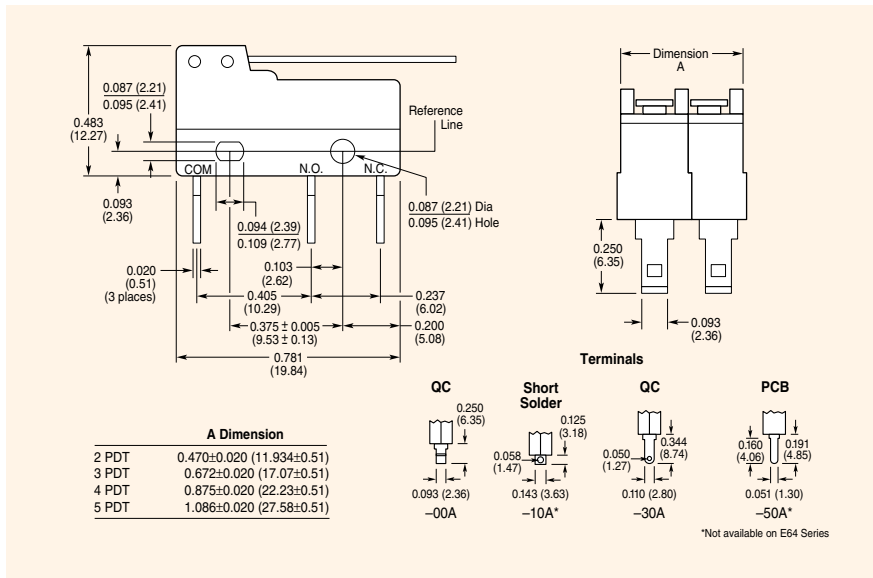 Dimension
A
0.087 (2.21)
0.095 (2.41)
0.483
(12.27)
Reference
Line
COM
N.O.
N.C.
0.093
(2.36)
0.087 (2.21) Dia
0.095 (2.41) Hole
0.094 (2.39)
0.109 (2.77)
0.250
(6.35)
0.020
(0.51)
(3 places)
0.103
(2.62)
0.405
(10.29)
0.237
(6.02)
0.375 ± 0.005
(9.53 ± 0.13)
0.200
(5.08)
0.093
(2.36)
0.781
(19.84)
Terminals
QC
0.250
(6.35)
0.093 (2.36)
–00A
Short
Solder
0.125
(3.18)
0.058
(1.47)
0.143 (3.63)
–10A*
QC
0.344
(8.74)
0.050
(1.27)
0.110 (2.80)
–30A
PCB
0.160
(4.06)
0.191
(4.85)
0.051 (1.30)
–50A*
*Not available on E64 Series
A Dimension
2 PDT 0.470±0.020 (11.934±0.51)
3 PDT 0.672±0.020 (17.07±0.51)
4 PDT 0.875±0.020 (22.23±0.51)
5 PDT 1.086±0.020 (27.58±0.51)